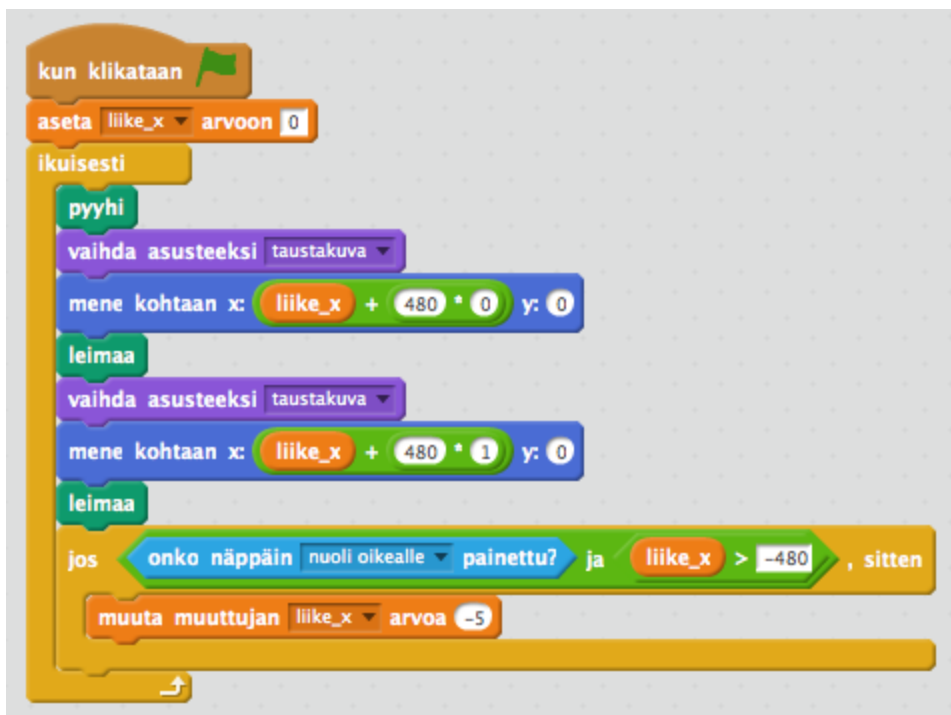 kun klikataan
aseta liike_x arvoon 0
ikuisesti
pyyhi
vaihda asusteeksi taustakuva
mene kohtaan x: liike_x + 480 * 0 y: 0
leimaa
vaihda asusteeksi taustakuva
mene kohtaan x: liike_x + 480 * 1 y: 0
leimaa
jos onko näppäin nuoli oikealle painettu? ja liike_x > -480 , sitten
muuta muuttujan liike_x arvoa -5